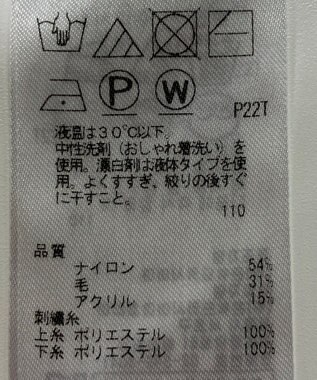 P W P22T
液温は30℃以下。
中性洗剤（おしゃれ着洗い）を
使用。漂白剤は液体タイプを使
用。よくすすぎ、絞りの後すぐ
に干すこと。
110
品質
ナイロン 54%
毛 31%
アクリル 15%
刺繍糸
上糸 ポリエステル 100%
下糸 ポリエステル 100%